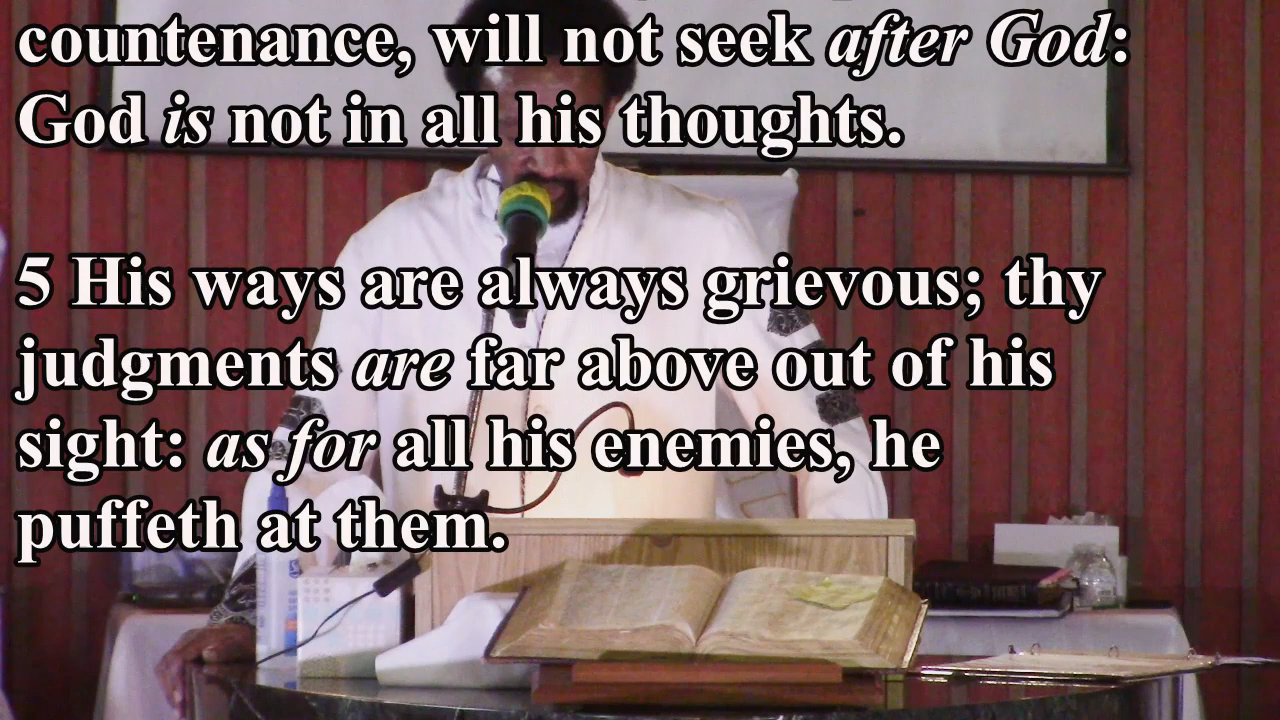 countenance, will not seek after God:
God is not in all his thoughts.
5 His ways are always grievous; thy
judgments are far above out of his
sight: as for all his enemies, he
puffeth at them.